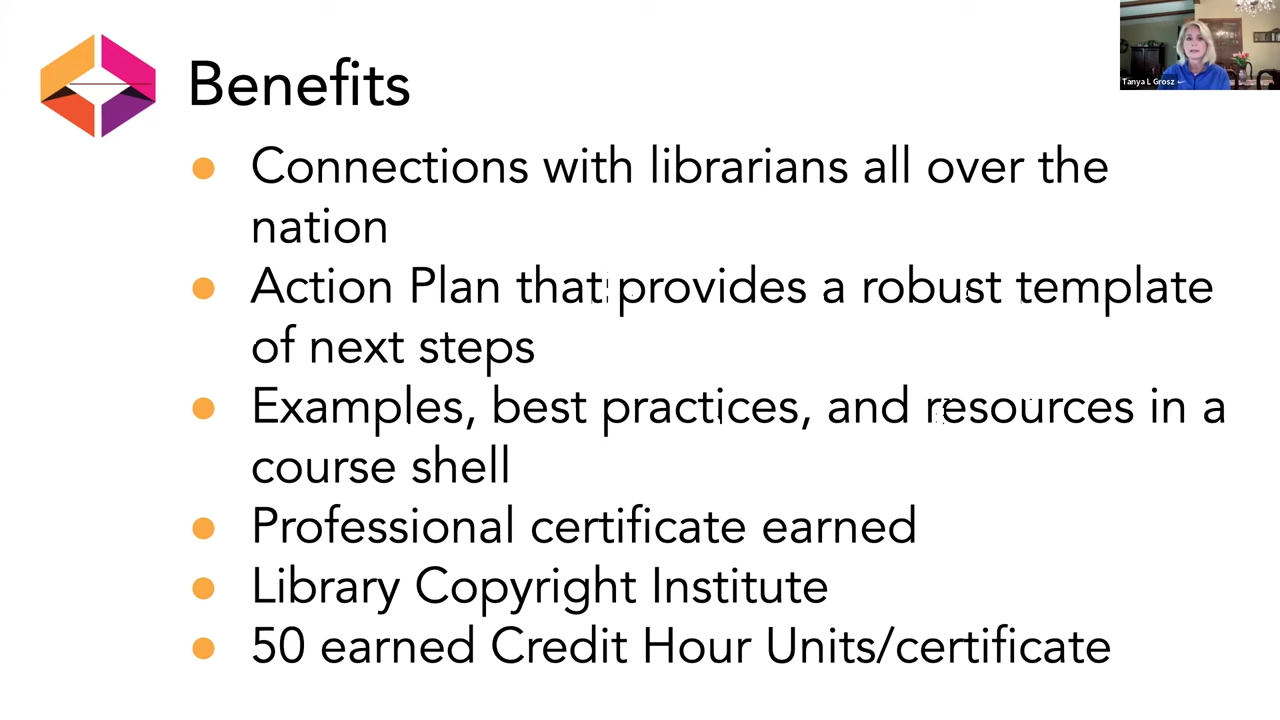 Benefits
Tanya L Grosz
● Connections with librarians all over the
nation
● Action Plan that provides a robust template
of next steps
● Examples, best practices, and resources in a
course shell
● Professional certificate earned
● Library Copyright Institute
● 50 earned Credit Hour Units/certificate